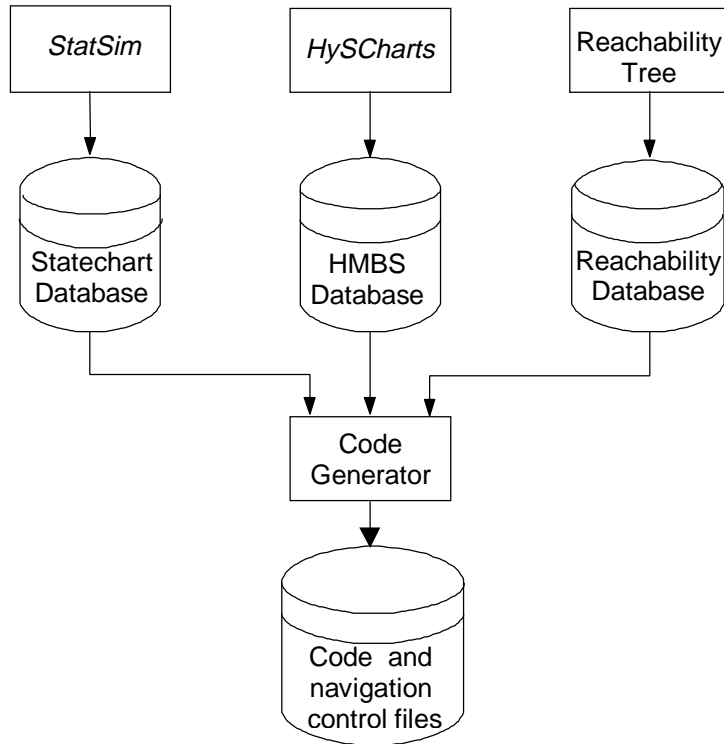 StatSim
HySCharts
Reachability
Tree
Statechart
Database
HMBS
Database
Reachability
Database
Code
Generator
Code and
navigation
control files